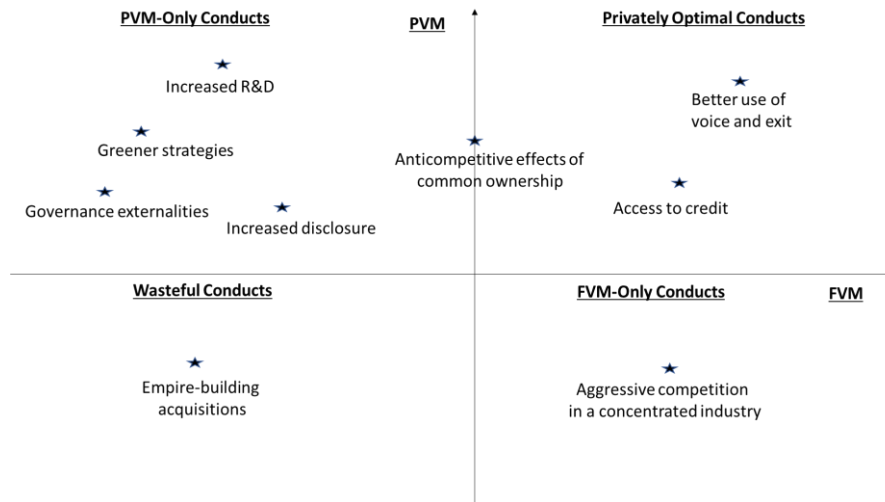 PVM-Only Conducts
PVM
Privately Optimal Conducts
Increased R&D
Better use of
voice and exit
Greener strategies
Anticompetitive effects of
common ownership
Governance externalities
Increased disclosure
Access to credit
Wasteful Conducts
FVM-Only Conducts
FVM
Empire-building
acquisitions
Aggressive competition
in a concentrated industry